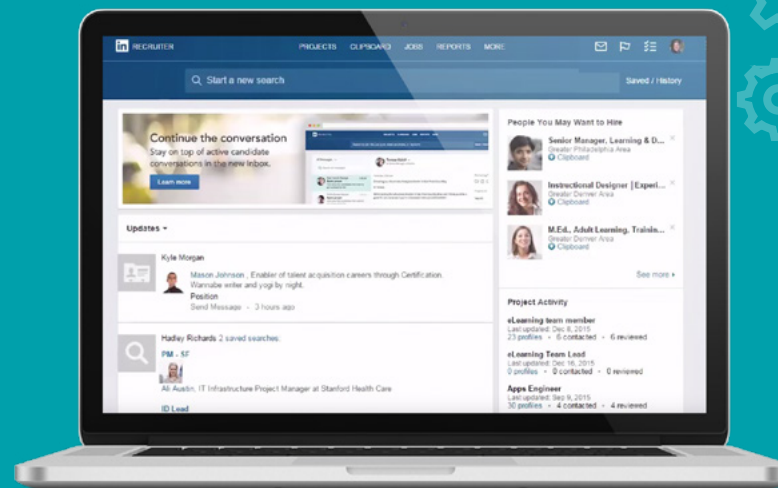 in RECRUITER
PROJECTS CLIPBOARD JOBS REPORTS MORE
Start a new search
Saved / History
Continue the conversation
Stay on top of active candidate
conversations in the new inbox.
Learn more
Updates
Kyle Morgan
Mason Johnson , Enabler of talent acquisition careers through Certification.
Wannabe writer and yogi by night.
Position
Send Message - 3 hours ago
Hadley Richards 2 saved searches:
PM - SF
Ali Austin, IT Infrastructure Project Manager at Stanford Health Care
ID Lead
People You May Want to Hire
Senior Manager, Learning & D...
Greater Philadelphia Area
Clipboard
Instructional Designer | Experi...
Greater Denver Area
Clipboard
M.Ed., Adult Learning, Trainin...
Greater Denver Area
Clipboard
See more
Project Activity
eLearning team member
Last updated: Dec 8, 2015
23 profiles • 6 contacted • 6 reviewed
eLearning Team Lead
Last updated: Dec 16, 2015
0 profiles • 0 contacted • 0 reviewed
Apps Engineer
Last updated: Sep 9, 2015
30 profiles • 4 contacted • 4 reviewed